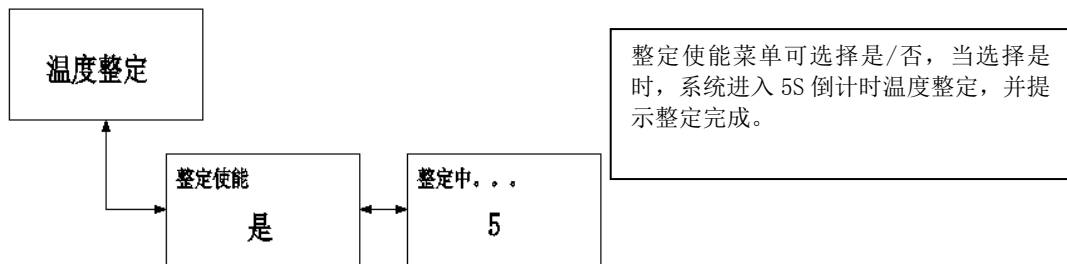 温度整定
整定使能菜单可选择是/否，当选择是
时，系统进入 5S 倒计时温度整定，并提
示整定完成。
整定使能
是
整定中。。。
5